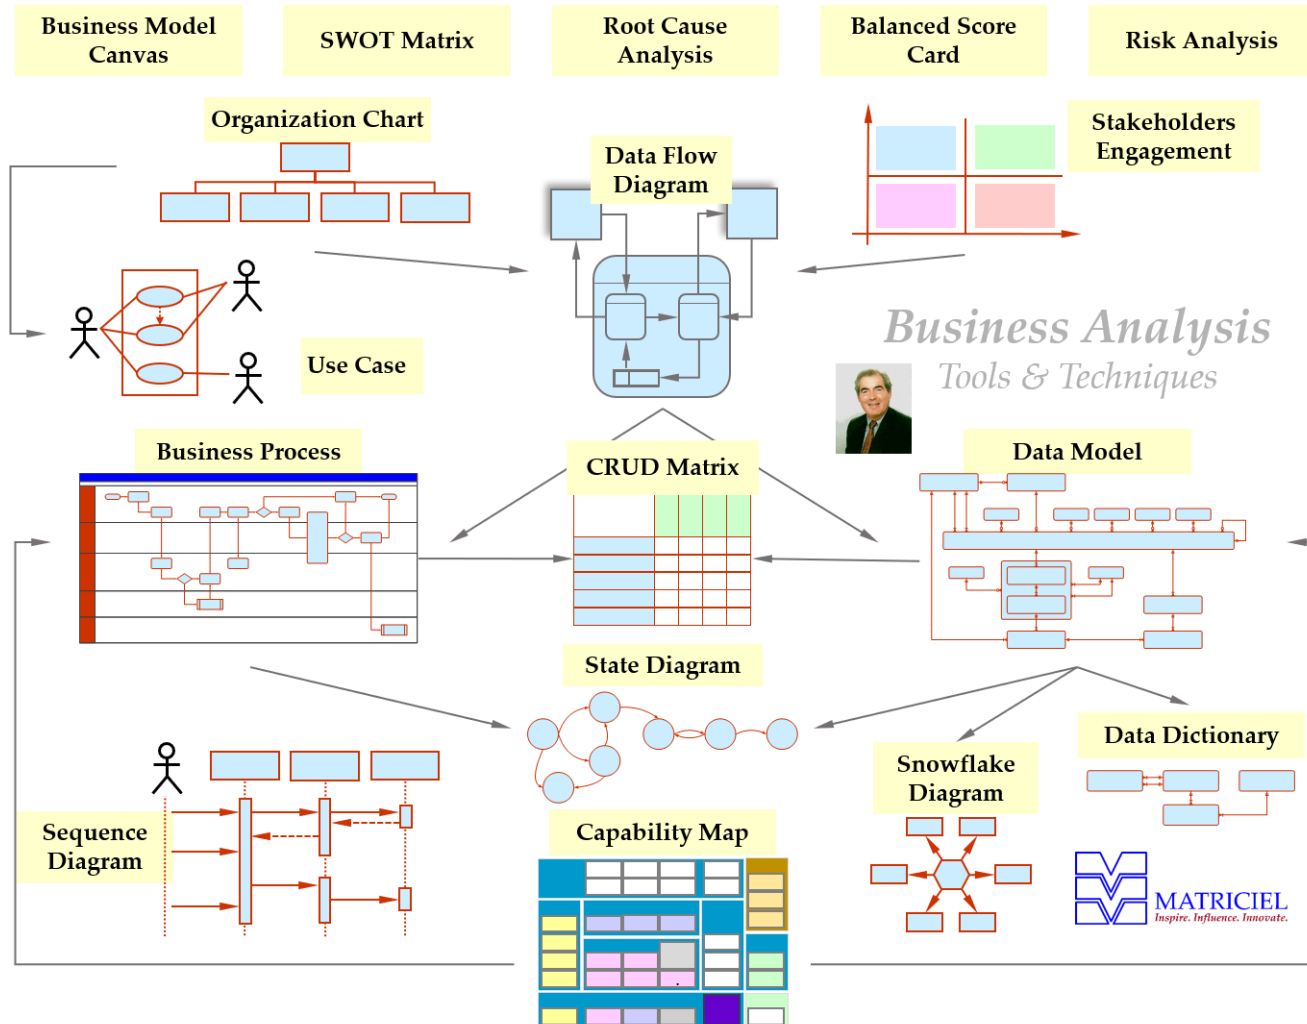 Business Model
Canvas
SWOT Matrix
Root Cause
Analysis
Balanced Score
Card
Risk Analysis
Organization Chart
Data Flow
Diagram
Stakeholders
Engagement
Use Case
Business Analysis
Tools & Techniques
Business Process
CRUD Matrix
Data Model
State Diagram
Sequence
Diagram
Snowflake
Diagram
Data Dictionary
Capability Map
MATRICIEL
Inspire. Influence. Innovate.